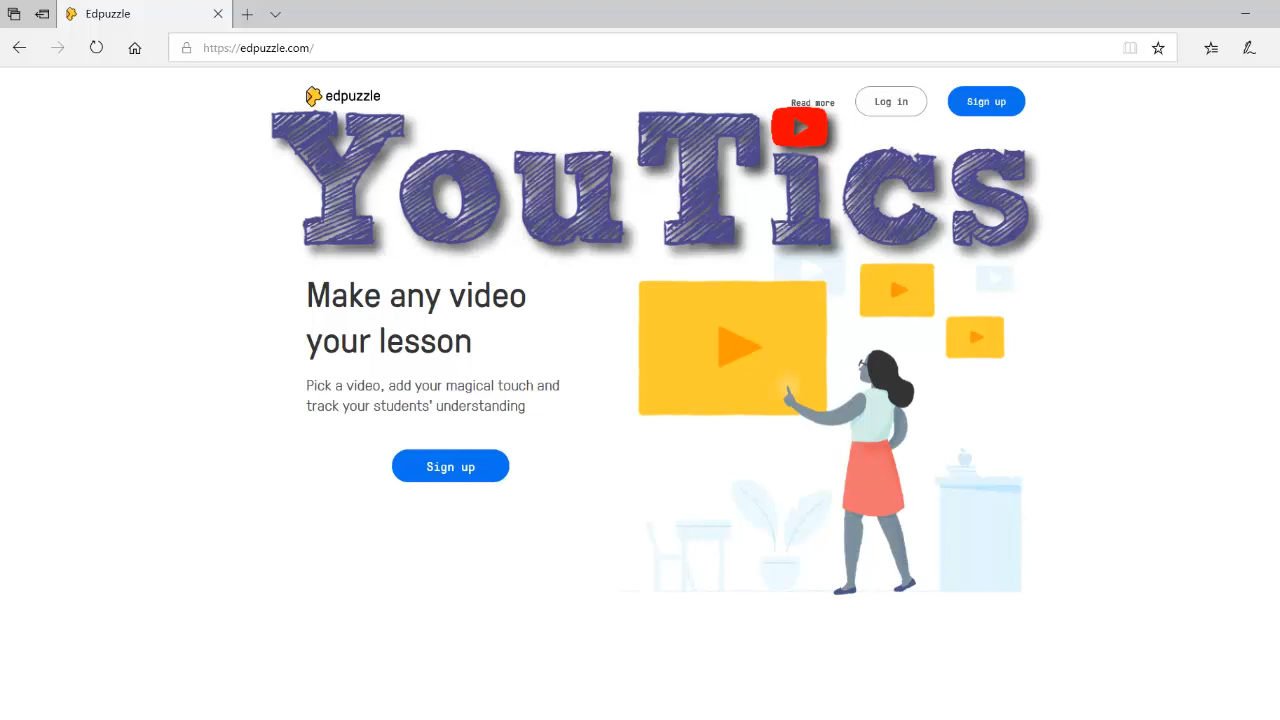 Edpuzzle
https://edpuzzle.com/
edpuzzle
Read more
Log in
Sign up
YouTics
Make any video
your lesson
Pick a video, add your magical touch and
track your students' understanding
Sign up